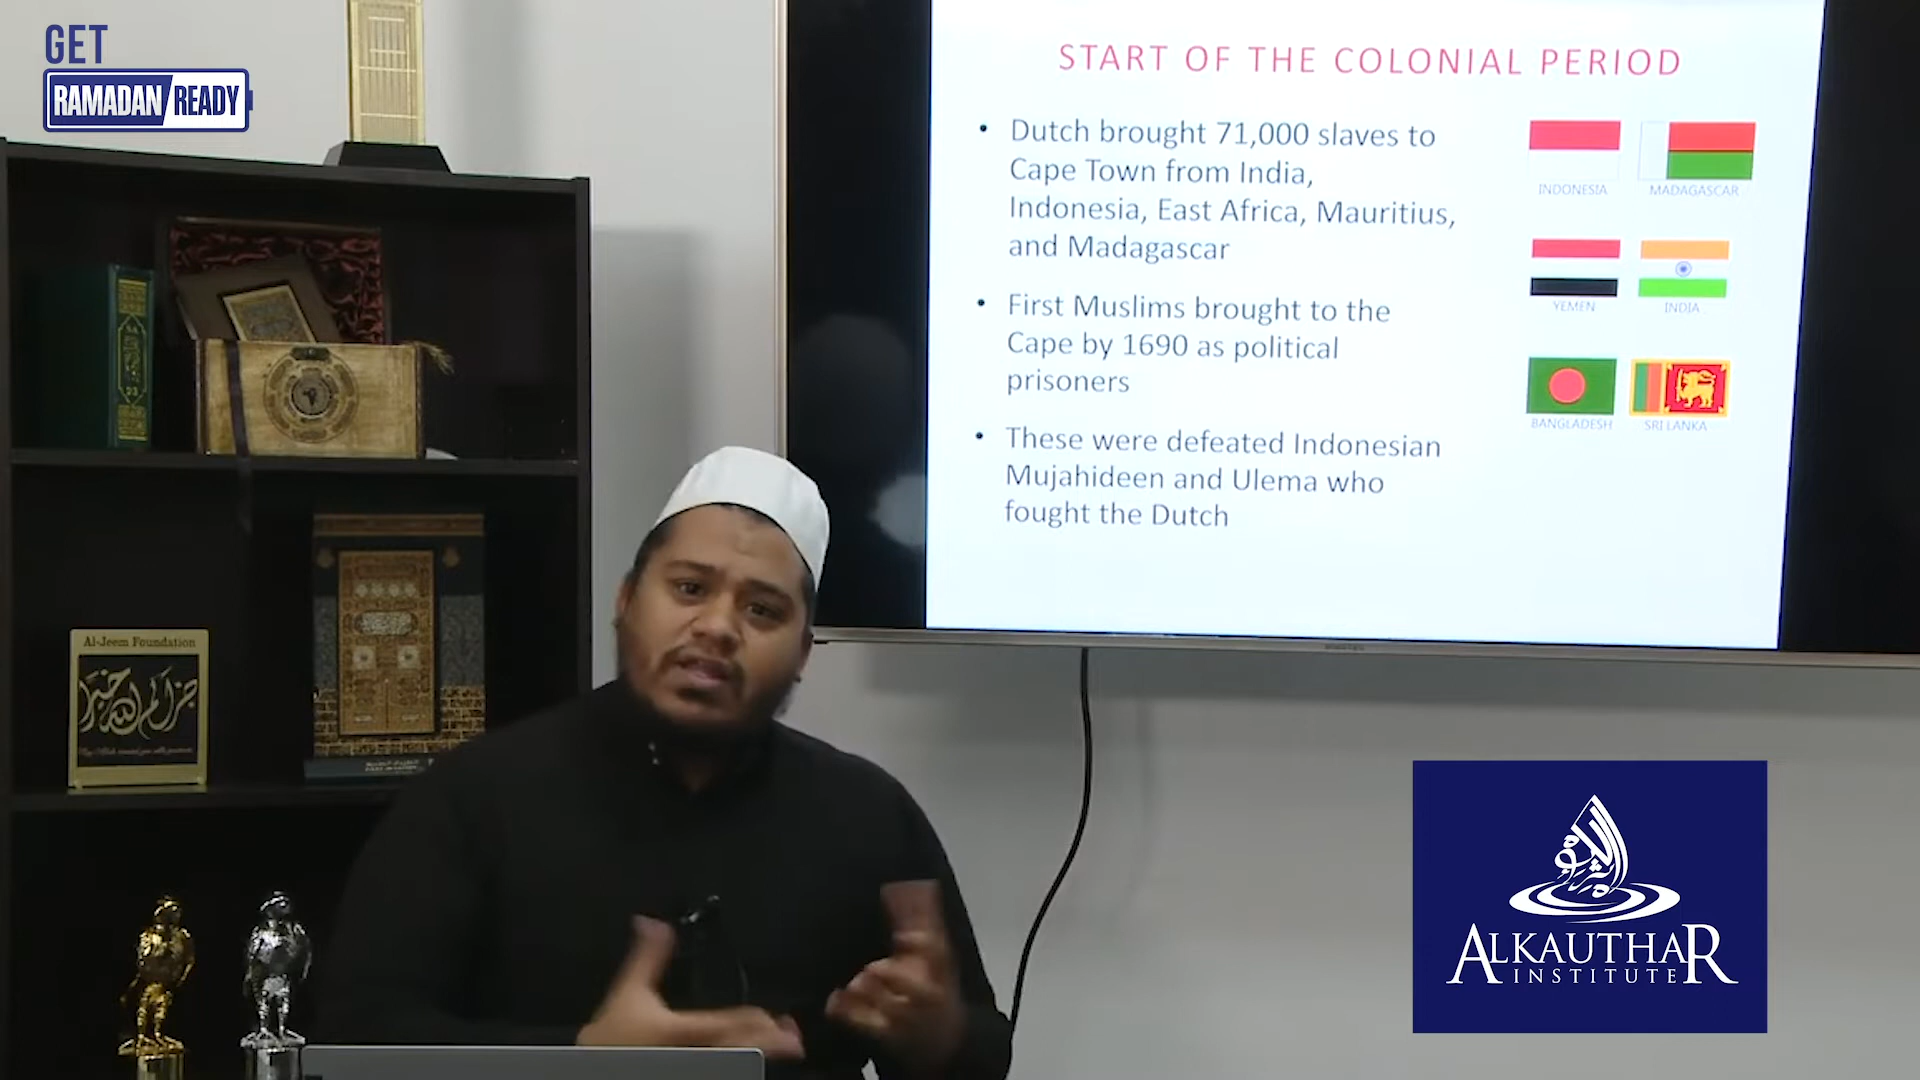 GET
RAMADAN READY
START OF THE COLONIAL PERIOD
• Dutch brought 71,000 slaves to
Cape Town from India,
Indonesia, East Africa, Mauritius,
and Madagascar
• First Muslims brought to the
Cape by 1690 as political
prisoners
• These were defeated Indonesian
Mujahideen and Ulema who
fought the Dutch
INDONESIA
MADAGASCAR
YEMEN
INDIA
BANGLADESH
SRI LANKA
Al-Jeem Foundation
ALKAUTHAR
INSTITUTE